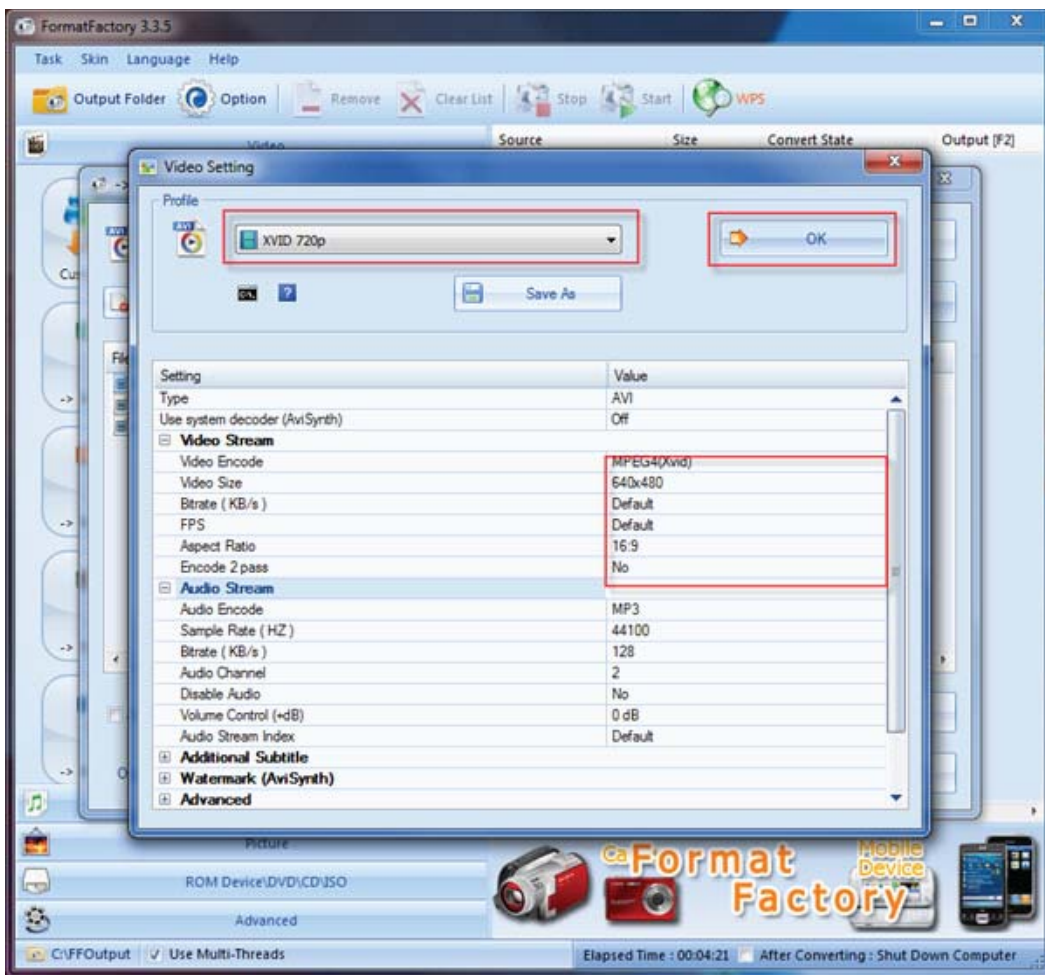 FormatFactory 3.3.5
Task Skin Language Help
Output Folder Option Remove Clear List Stop Start WPS
Video Source Size Convert State Output [F2]
Video Setting
Profile
AVI XVID 720p OK
Save As
Cus
File
Setting Value
Type AVI
Use system decoder (AviSynth) Off
Video Stream
Video Encode MPEG4(Xvid)
Video Size 640x480
Bitrate ( KB/s ) Default
FPS Default
Aspect Ratio 16:9
Encode 2 pass No
Audio Stream
Audio Encode MP3
Sample Rate ( HZ ) 44100
Bitrate ( KB/s ) 128
Audio Channel 2
Disable Audio No
Volume Control (+dB) 0 dB
Audio Stream Index Default
Additional Subtitle
Watermark (AviSynth)
Advanced
Picture
ROM Device\DVD\CD\ISO
Advanced
Ca Format Factory
Mobile Device
C:\FFOutput Use Multi-Threads Elapsed Time : 00:04:21 After Converting : Shut Down Computer